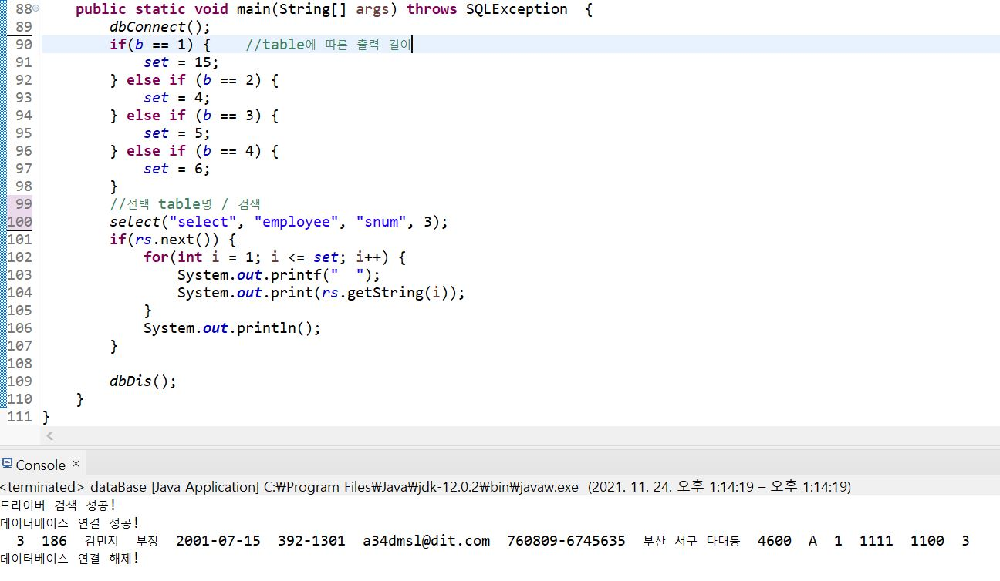 88 public static void main(String[] args) throws SQLException {
89 dbConnect();
90 if(b == 1) { //table에 따른 출력 길이
91 set = 15;
92 } else if (b == 2) {
93 set = 4;
94 } else if (b == 3) {
95 set = 5;
96 } else if (b == 4) {
97 set = 6;
98 }
99 //선택 table명 / 검색
100 select("select", "employee", "snum", 3);
101 if(rs.next()) {
102 for(int i = 1; i <= set; i++) {
103 System.out.printf("  ");
104 System.out.print(rs.getString(i));
105 }
106 System.out.println();
107 }
108
109 dbDis();
110 }
111 }
Console
<terminated> dataBase [Java Application] C:₩Program Files₩Java₩jdk-12.0.2₩bin₩javaw.exe (2021. 11. 24. 오후 1:14:19 – 오후 1:14:19)
드라이버 검색 성공!
데이터베이스 연결 성공!
3 186 김민지 부장 2001-07-15 392-1301 a34dmsl@dit.com 760809-6745635 부산 서구 다대동 4600 A 1 1111 1100 3
데이터베이스 연결 해제!